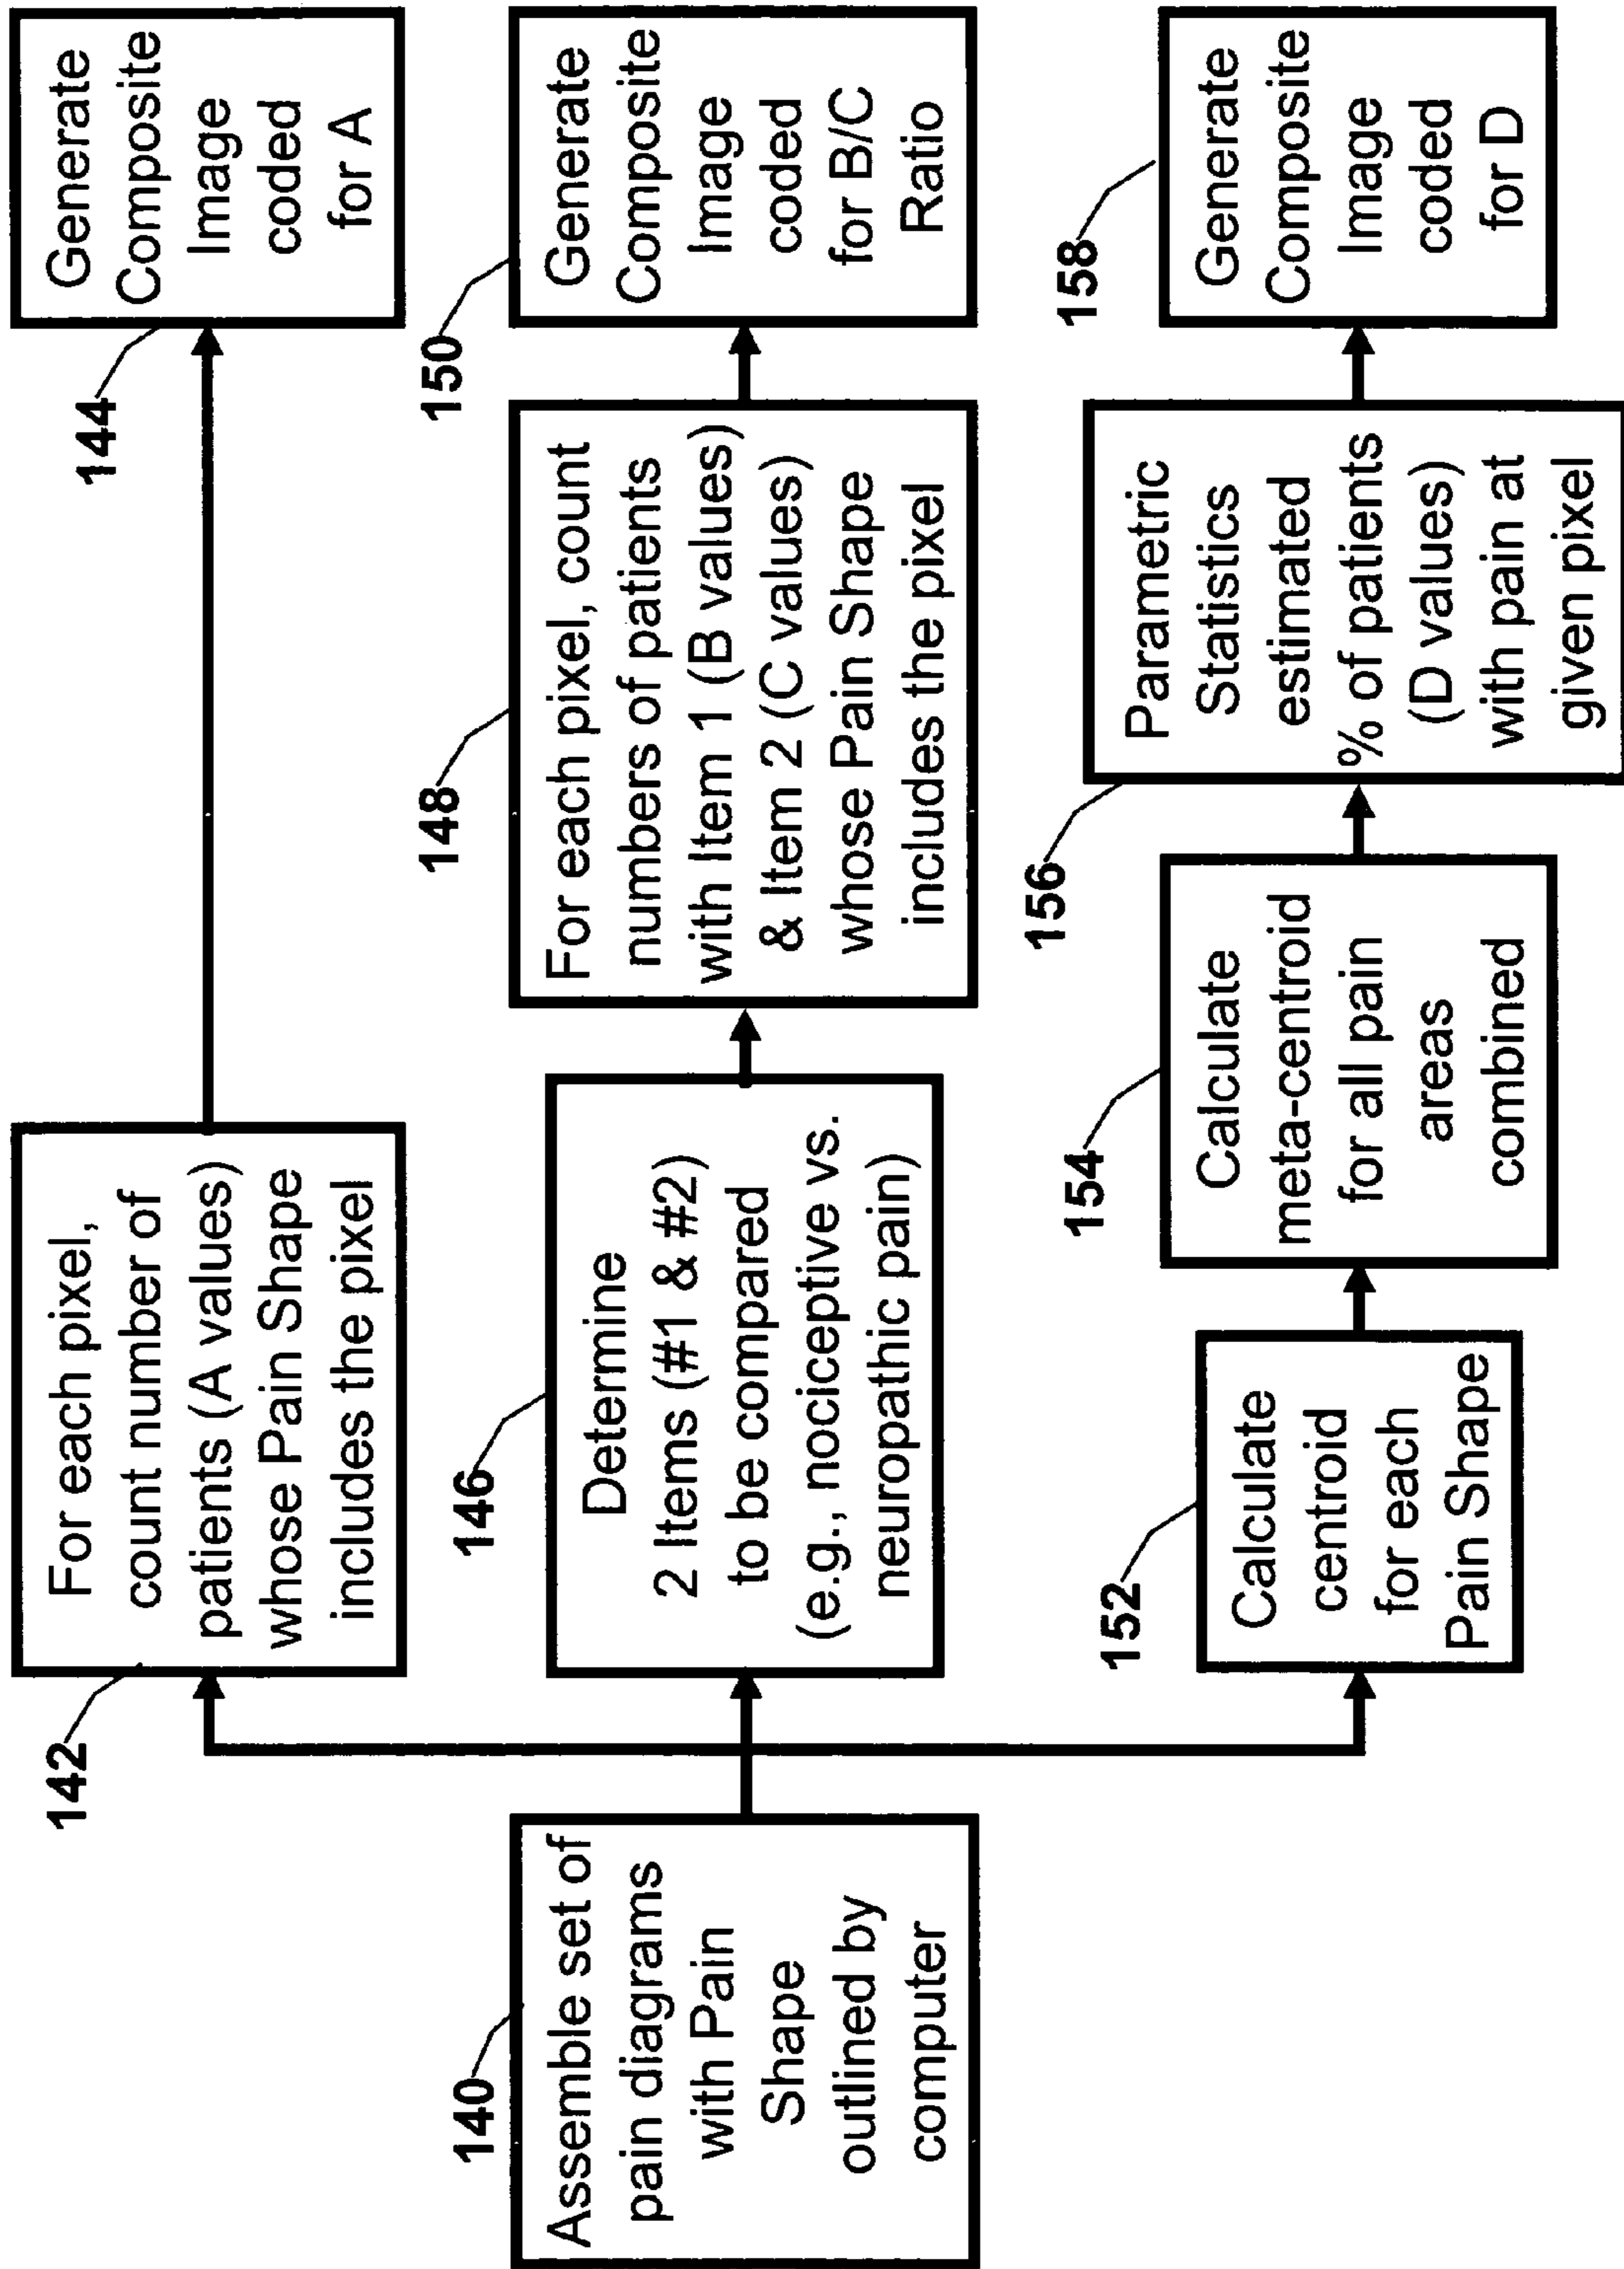 140
Assemble set of
pain diagrams
with Pain
Shape
outlined by
computer
142
For each pixel,
count number of
patients (A values)
whose Pain Shape
includes the pixel
144
Generate
Composite
Image
coded
for A
146
Determine
2 Items (#1 & #2)
to be compared
(e.g., nociceptive vs.
neuropathic pain)
148
For each pixel, count
numbers of patients
with Item 1 (B values)
& Item 2 (C values)
whose Pain Shape
includes the pixel
150
Generate
Composite
Image
coded
for B/C
Ratio
152
Calculate
centroid
for each
Pain Shape
154
Calculate
meta-centroid
for all pain
areas
combined
156
Parametric
Statistics
estimated
% of patients
(D values)
with pain at
given pixel
158
Generate
Composite
Image
coded
for D